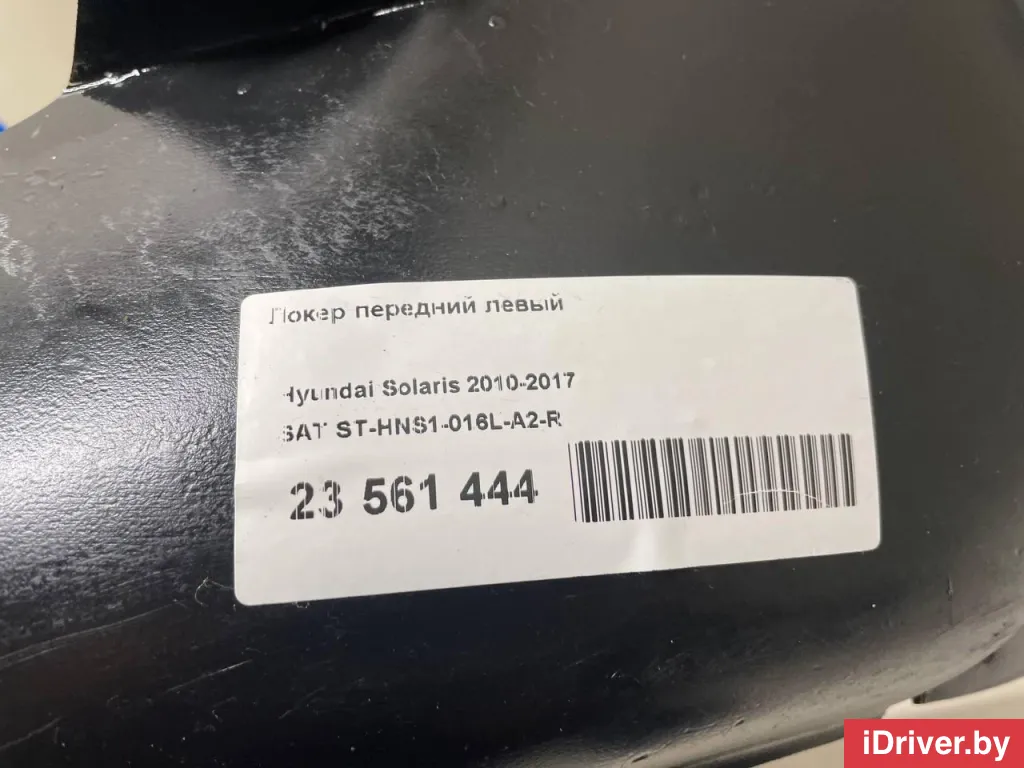 Локер передний левый
Hyundai Solaris 2010-2017
SAT ST-HNS1-016L-A2-R
23 561 444
iDriver.by